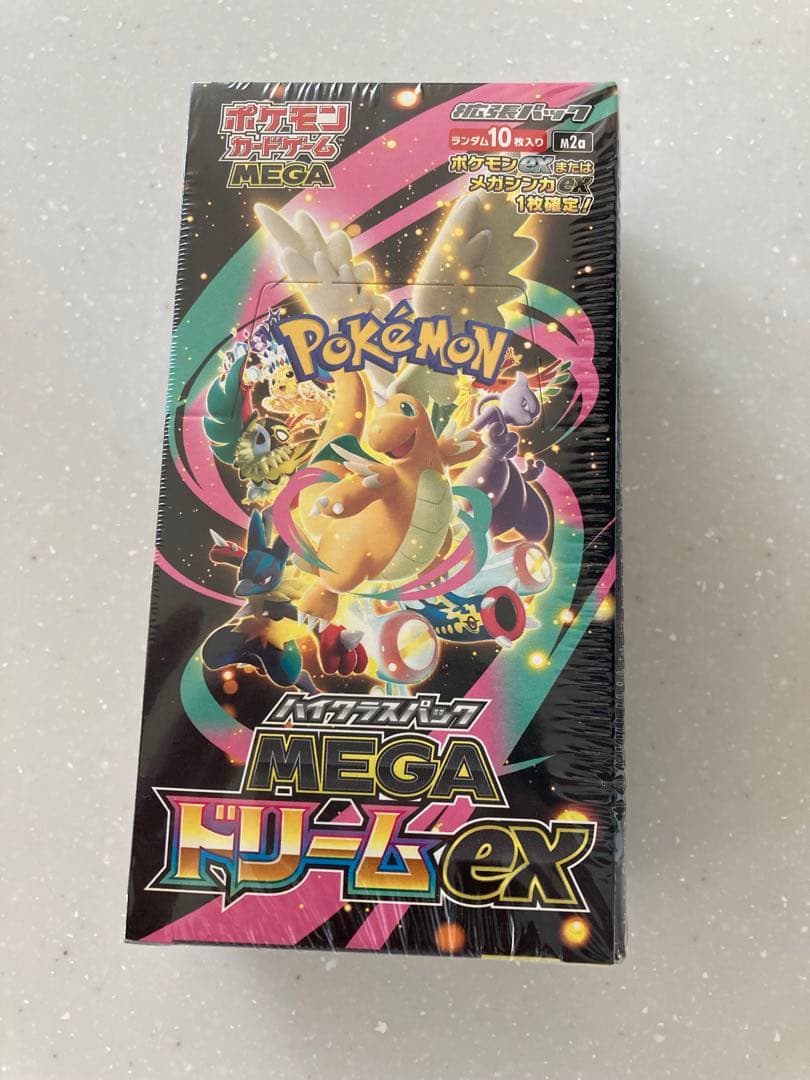 ポケモン
カードゲーム
MEGA
拡張パック
ランダム10枚入り m2a
ポケモンexまたは
メガシンカex
1枚確定!
POKéMON
TM
ハイクラスパック
MEGA
ドリームex